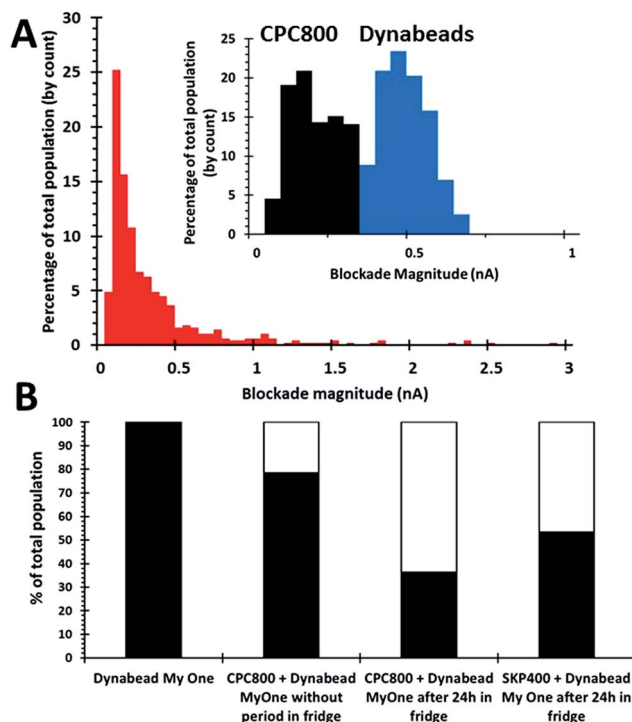 A
Percentage of total population (by count)
30
25
20
15
10
5
0
0
0.5
1
1.5
2
2.5
3
Blockade magnitude (nA)
CPC800 Dynabeads
Percentage of total population
(by count)
25
20
15
10
5
0
0
0.5
1
Blockade Magnitude (nA)
B
% of total population
100
90
80
70
60
50
40
30
20
10
0
Dynabead My One
CPC800 + Dynabead
MyOne without
period in fridge
CPC800 + Dynabead
MyOne after 24h in
fridge
SKP400 + Dynabead
My One after 24h in
fridge